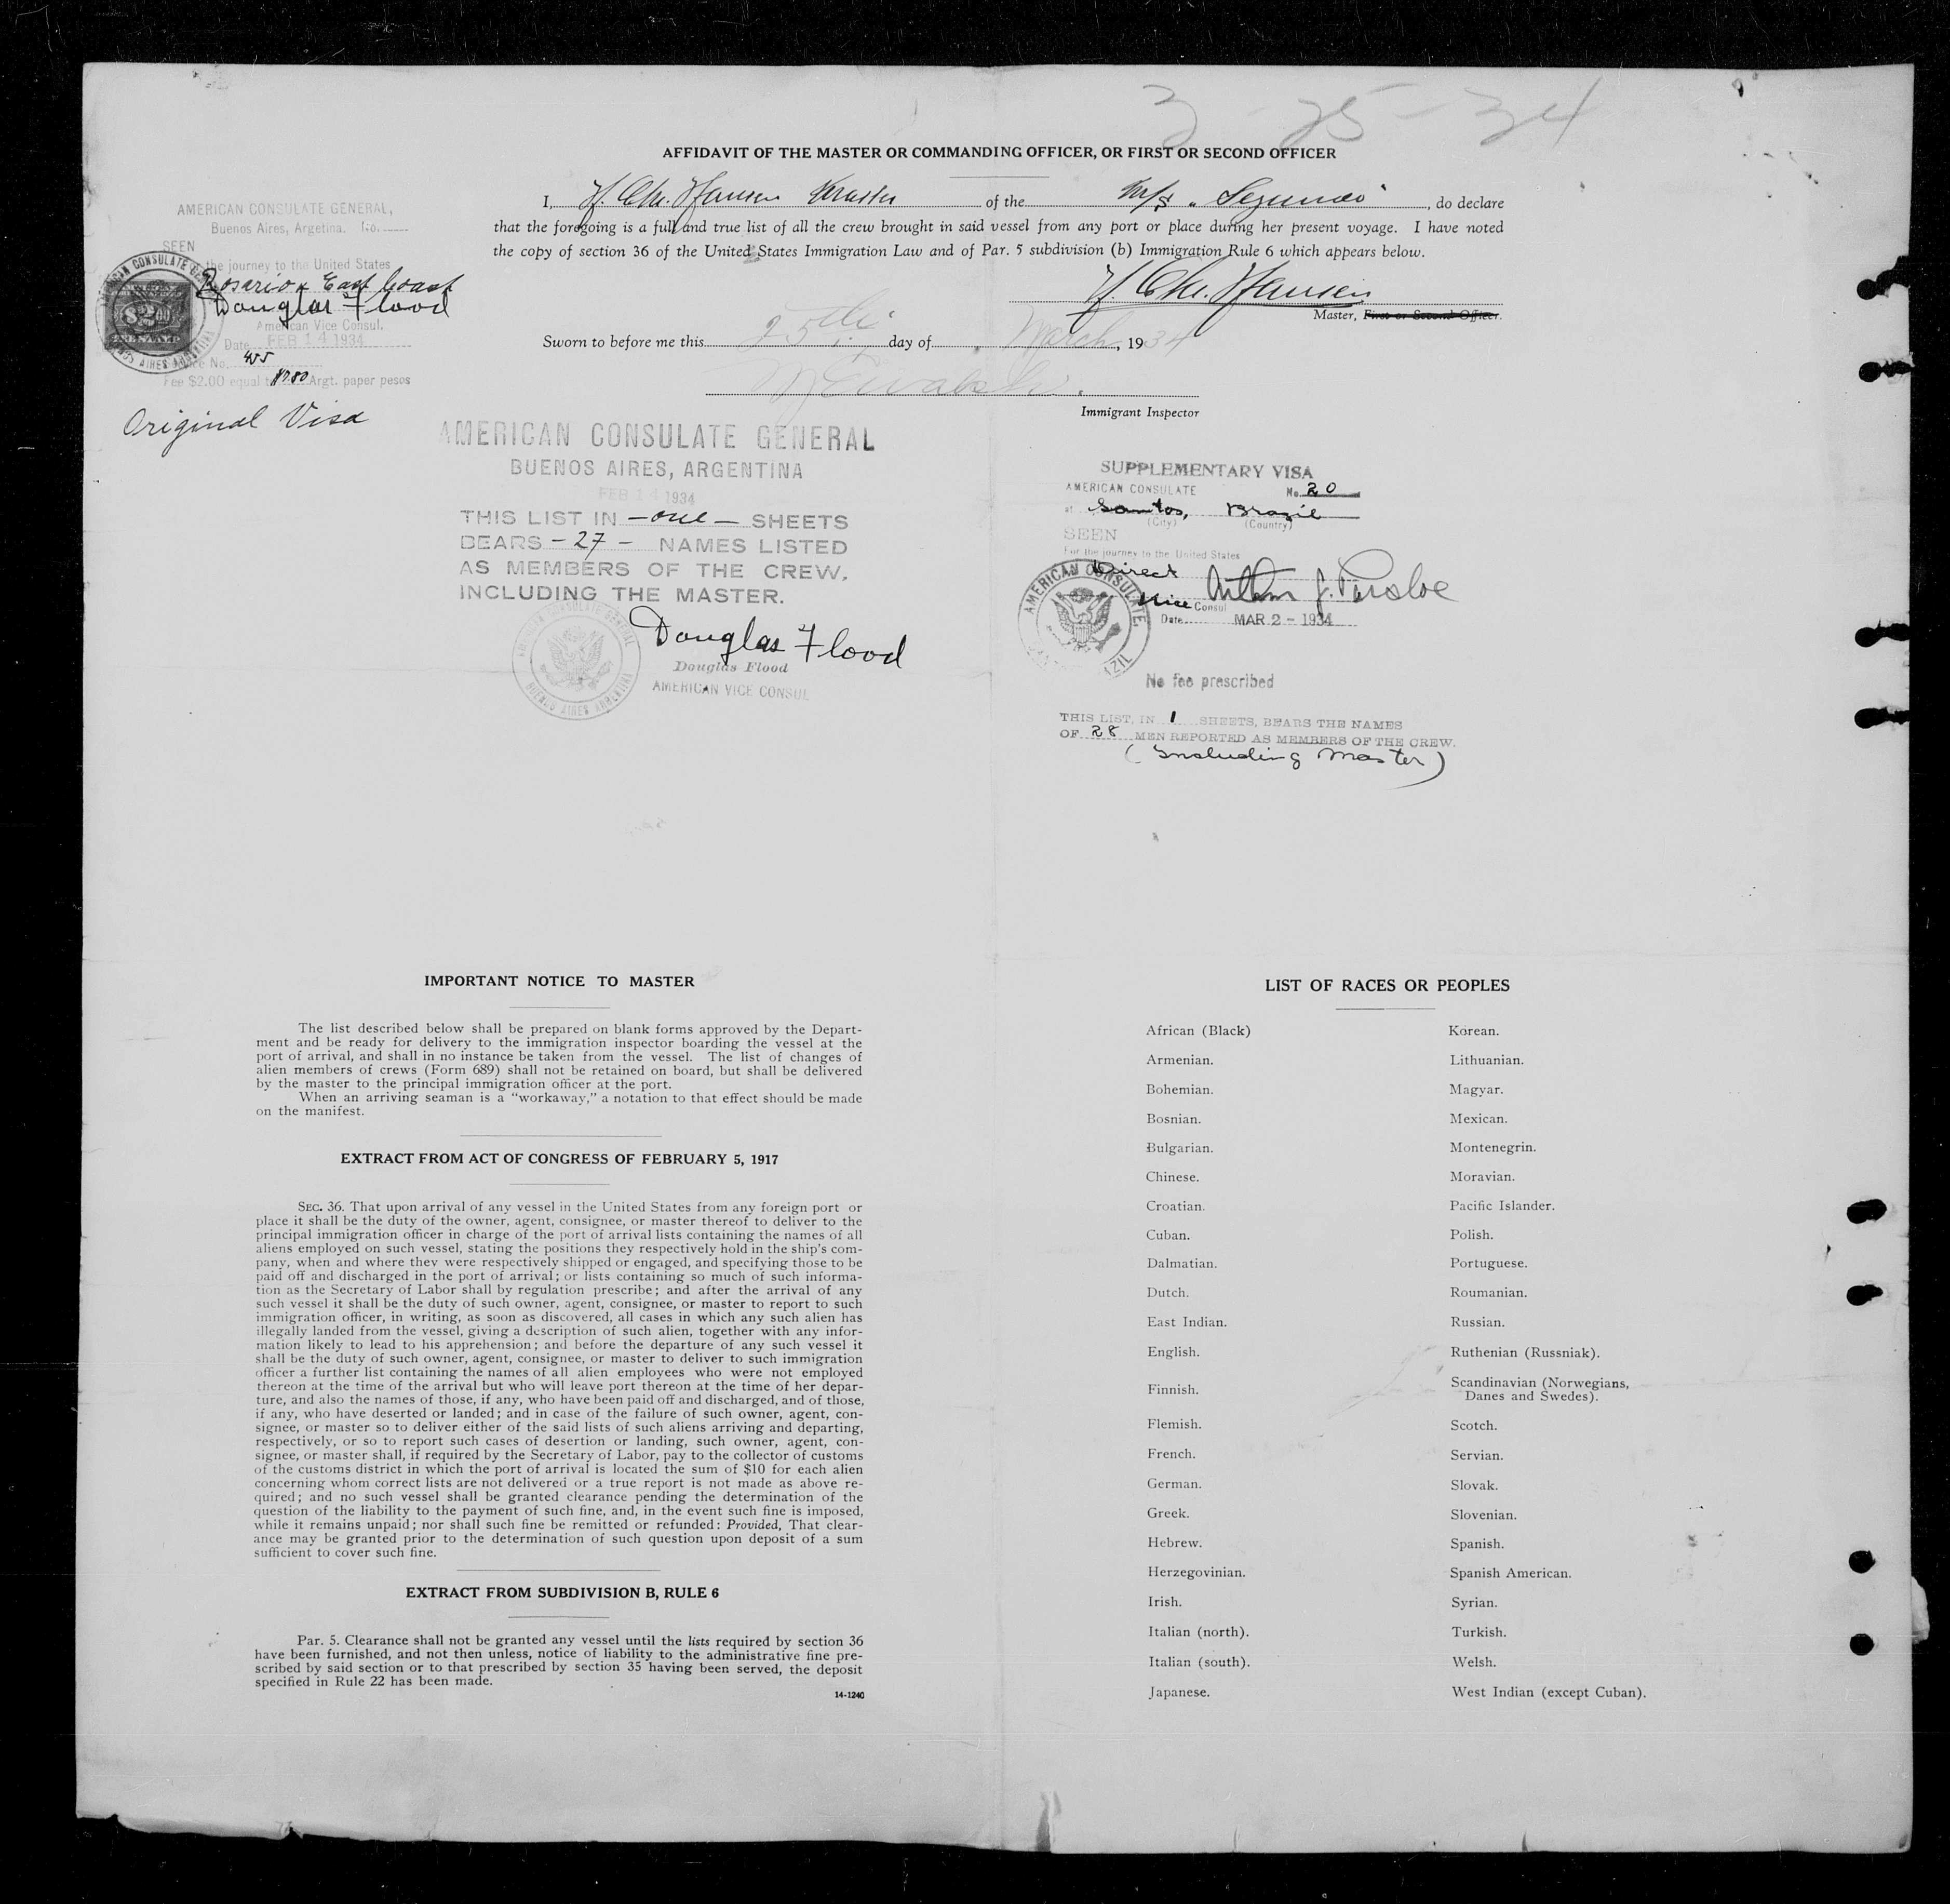 3-25-34
AFFIDAVIT OF THE MASTER OR COMMANDING OFFICER, OR FIRST OR SECOND OFFICER
I, H. Chr. Hansen Master of the M/S "Segundo", do declare
that the foregoing is a full and true list of all the crew brought in said vessel from any port or place during her present voyage. I have noted
the copy of section 36 of the United States Immigration Law and of Par. 5 subdivision (b) Immigration Rule 6 which appears below.
H. Chr. Hansen
Master, First or Second Officer.
Sworn to before me this 25th day of March, 1934
Immigrant Inspector
AMERICAN CONSULATE GENERAL,
Buenos Aires, Argetina. No.
SEEN
the journey to the United States
Rosario & East Coast
Douglas Flood
American Vice Consul.
Date FEB 14 1934
No. 455
Fee $2.00 equal Argt. paper pesos
Original Visa
AMERICAN CONSULATE GENERAL
BUENOS AIRES, ARGENTINA
FEB 14 1934
THIS LIST IN -one- SHEETS
BEARS -27- NAMES LISTED
AS MEMBERS OF THE CREW,
INCLUDING THE MASTER.
Douglas Flood
Douglas Flood
AMERICAN VICE CONSUL
AMERICAN CONSULATE GENERAL
BUENOS AIRES ARGENTINA
SUPPLEMENTARY VISA
AMERICAN CONSULATE No. 20
at Santos, Brazil
(City) (Country)
SEEN
For the journey to the United States
Direct
Arthur J.
Vice Consul
Date MAR 2 - 1934
AMERICAN CONSULATE
No fee prescribed
THIS LIST, IN 1 SHEETS, BEARS THE NAMES
OF 28 MEN REPORTED AS MEMBERS OF THE CREW.
(Including Master)
IMPORTANT NOTICE TO MASTER
The list described below shall be prepared on blank forms approved by the Depart-
ment and be ready for delivery to the immigration inspector boarding the vessel at the
port of arrival, and shall in no instance be taken from the vessel. The list of changes of
alien members of crews (Form 689) shall not be retained on board, but shall be delivered
by the master to the principal immigration officer at the port.
When an arriving seaman is a "workaway," a notation to that effect should be made
on the manifest.
EXTRACT FROM ACT OF CONGRESS OF FEBRUARY 5, 1917
SEC. 36. That upon arrival of any vessel in the United States from any foreign port or
place it shall be the duty of the owner, agent, consignee, or master thereof to deliver to the
principal immigration officer in charge of the port of arrival lists containing the names of all
aliens employed on such vessel, stating the positions they respectively hold in the ship's com-
pany, when and where they were respectively shipped or engaged, and specifying those to be
paid off and discharged in the port of arrival; or lists containing so much of such informa-
tion as the Secretary of Labor shall by regulation prescribe; and after the arrival of any
such vessel it shall be the duty of such owner, agent, consignee, or master to report to such
immigration officer, in writing, as soon as discovered, all cases in which any such alien has
illegally landed from the vessel, giving a description of such alien, together with any infor-
mation likely to lead to his apprehension; and before the departure of any such vessel it
shall be the duty of such owner, agent, consignee, or master to deliver to such immigration
officer a further list containing the names of all alien employees who were not employed
thereon at the time of the arrival but who will leave port thereon at the time of her depar-
ture, and also the names of those, if any, who have been paid off and discharged, and of those,
if any, who have deserted or landed; and in case of the failure of such owner, agent, con-
signee, or master so to deliver either of the said lists of such aliens arriving and departing,
respectively, or so to report such cases of desertion or landing, such owner, agent, con-
signee, or master shall, if required by the Secretary of Labor, pay to the collector of customs
of the customs district in which the port of arrival is located the sum of $10 for each alien
concerning whom correct lists are not delivered or a true report is not made as above re-
quired; and no such vessel shall be granted clearance pending the determination of the
question of the liability to the payment of such fine, and, in the event such fine is imposed,
while it remains unpaid; nor shall such fine be remitted or refunded: Provided, That clear-
ance may be granted prior to the determination of such question upon deposit of a sum
sufficient to cover such fine.
EXTRACT FROM SUBDIVISION B, RULE 6
Par. 5. Clearance shall not be granted any vessel until the lists required by section 36
have been furnished, and not then unless, notice of liability to the administrative fine pre-
scribed by said section or to that prescribed by section 35 having been served, the deposit
specified in Rule 22 has been made.
14-1240
LIST OF RACES OR PEOPLES
African (Black)
Armenian.
Bohemian.
Bosnian.
Bulgarian.
Chinese.
Croatian.
Cuban.
Dalmatian.
Dutch.
East Indian.
English.
Finnish.
Flemish.
French.
German.
Greek.
Hebrew.
Herzegovinian.
Irish.
Italian (north).
Italian (south).
Japanese.
Korean.
Lithuanian.
Magyar.
Mexican.
Montenegrin.
Moravian.
Pacific Islander.
Polish.
Portuguese.
Roumanian.
Russian.
Ruthenian (Russniak).
Scandinavian (Norwegians,
Danes and Swedes).
Scotch.
Servian.
Slovak.
Slovenian.
Spanish.
Spanish American.
Syrian.
Turkish.
Welsh.
West Indian (except Cuban).